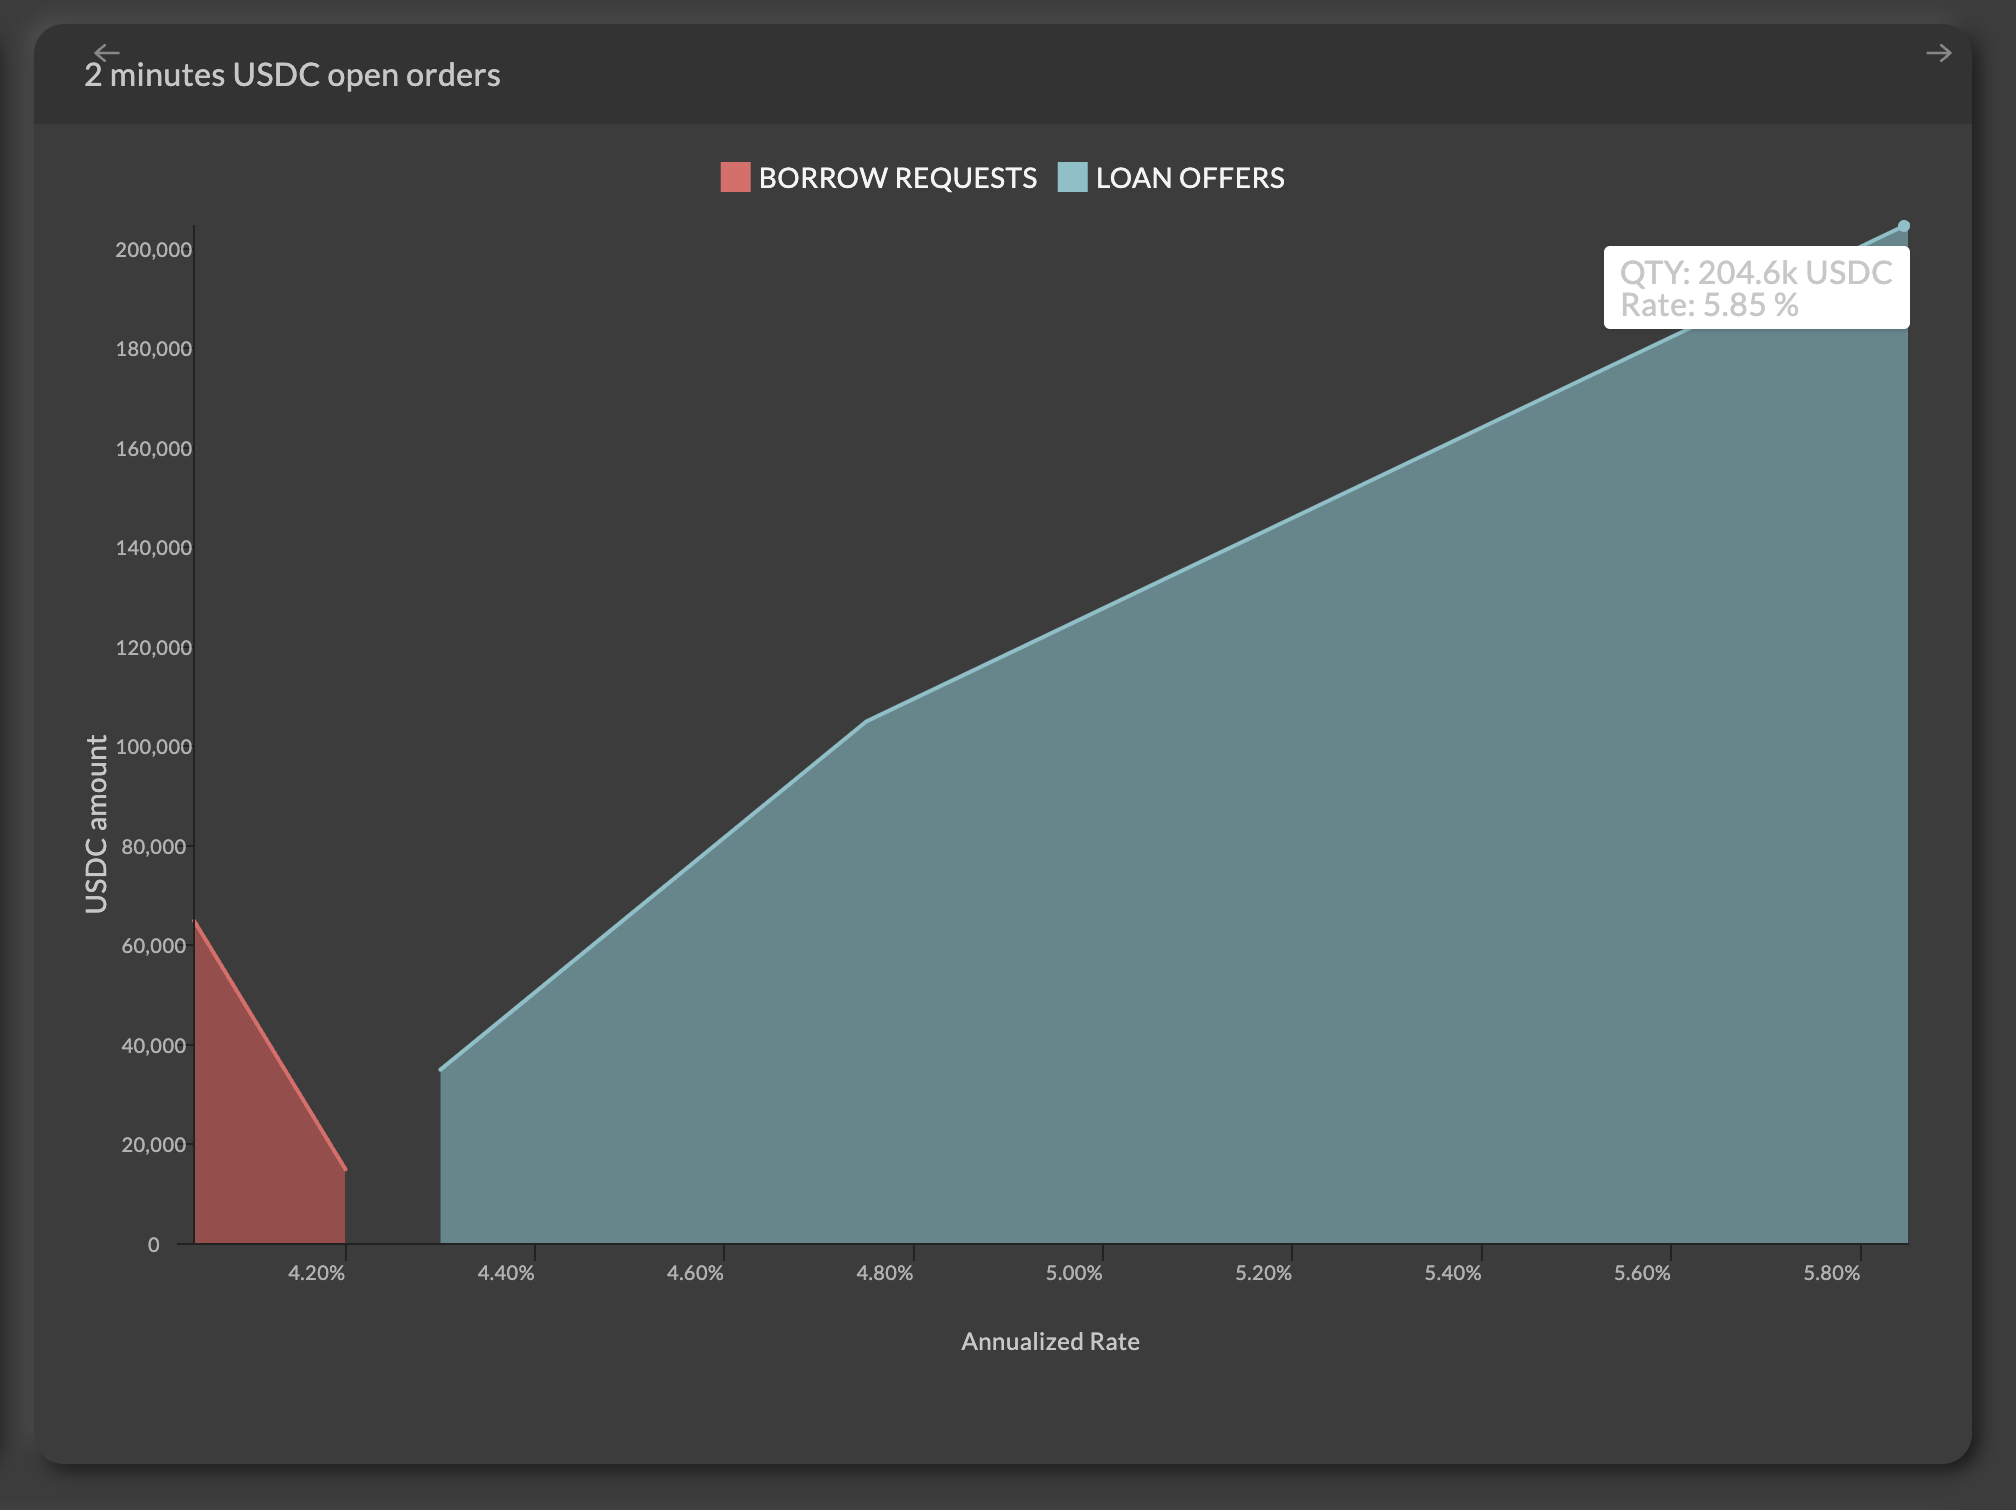 2 minutes USDC open orders
BORROW REQUESTS LOAN OFFERS
200,000
QTY: 204.6k USDC
Rate: 5.85 %
180,000
160,000
140,000
120,000
100,000
USDC amount
80,000
60,000
40,000
20,000
0
4.20% 4.40% 4.60% 4.80% 5.00% 5.20% 5.40% 5.60% 5.80%
Annualized Rate